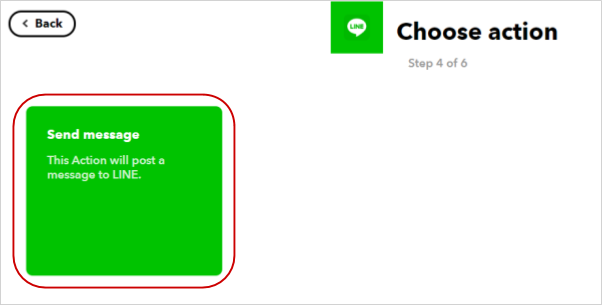 Back
LINE
Choose action
Step 4 of 6
Send message
This Action will post a
message to LINE.